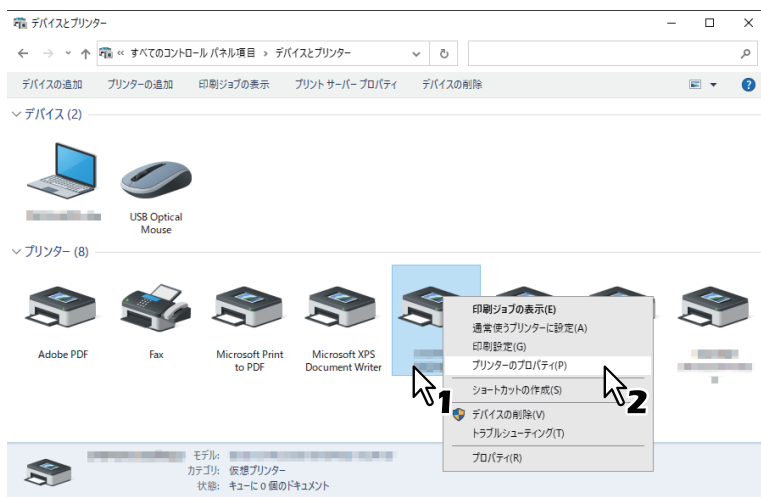 デバイスとプリンター
« すべてのコントロール パネル項目 › デバイスとプリンター
デバイスの追加 プリンターの追加 印刷ジョブの表示 プリント サーバー プロパティ デバイスの削除
デバイス (2)
USB Optical
Mouse
プリンター (8)
Adobe PDF
Fax
Microsoft Print
to PDF
Microsoft XPS
Document Writer
印刷ジョブの表示(E)
通常使うプリンターに設定(A)
印刷設定(G)
プリンターのプロパティ(P)
ショートカットの作成(S)
デバイスの削除(V)
トラブルシューティング(T)
プロパティ(R)
1
2
モデル:
カテゴリ: 仮想プリンター
状態: キューに 0 個のドキュメント